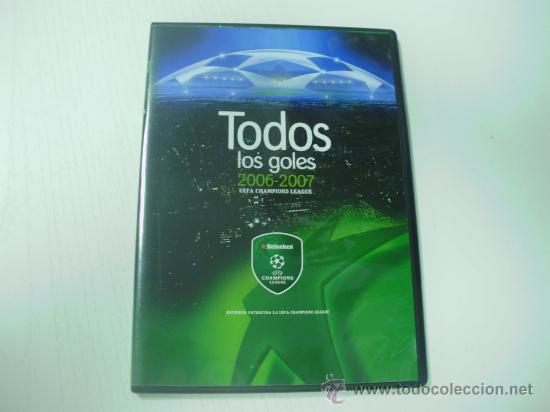 Todos
los goles
2006-2007
UEFA CHAMPIONS LEAGUE
Heineken
CHAMPIONS
LEAGUE
HEINEKEN PATROCINA LA UEFA CHAMPIONS LEAGUE
www.todocoleccion.net